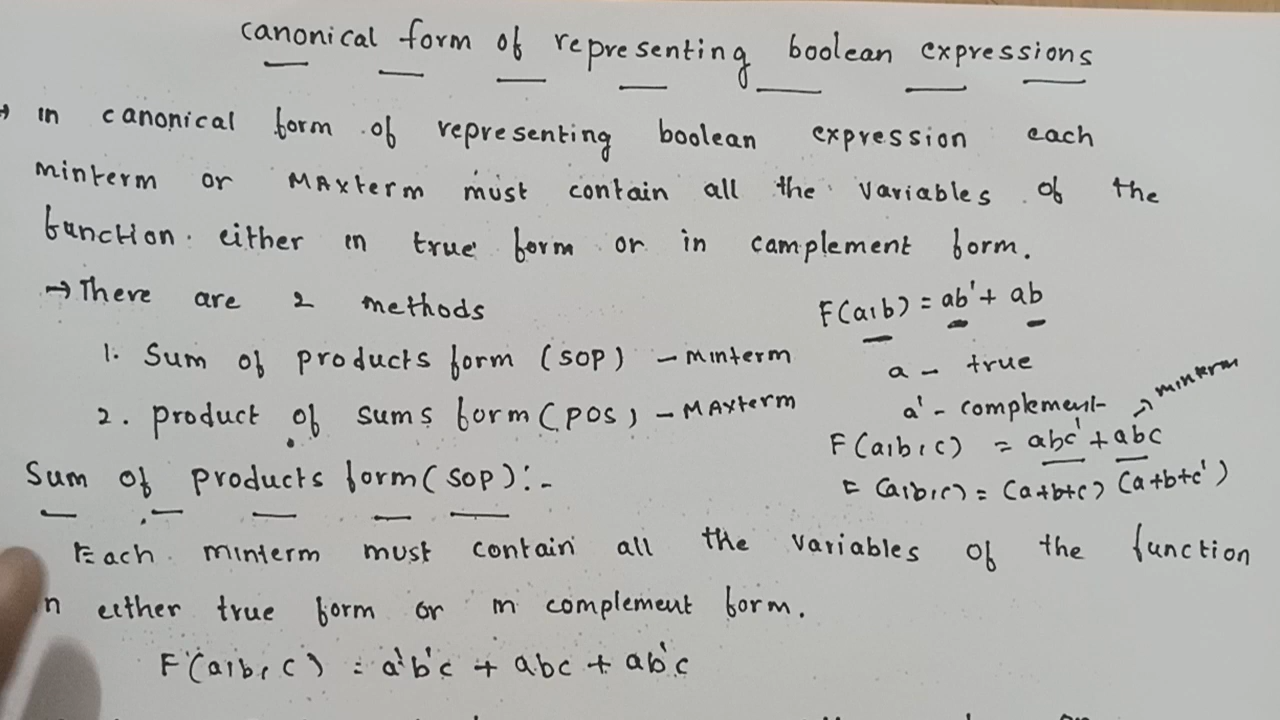 canonical form of representing boolean expressions
→ in canonical form of representing boolean expression each
minterm or MAxterm must contain all the variables of the
function. either in true form or in camplement form.
→ There are 2 methods
1. Sum of products form (SOP) - minterm
2. product of sums form (POS) - MAxterm
F(a,b) = ab' + ab
a - true
a' - complement
minterm
F(a,b,c) = abc' + abc
F(a,b,c) = (a+b+c) (a+b+c')
Sum of products form (SOP):-
Each minterm must contain all the variables of the function
in either true form or in complement form.
F(a,b,c) = a'b'c + abc + ab'c